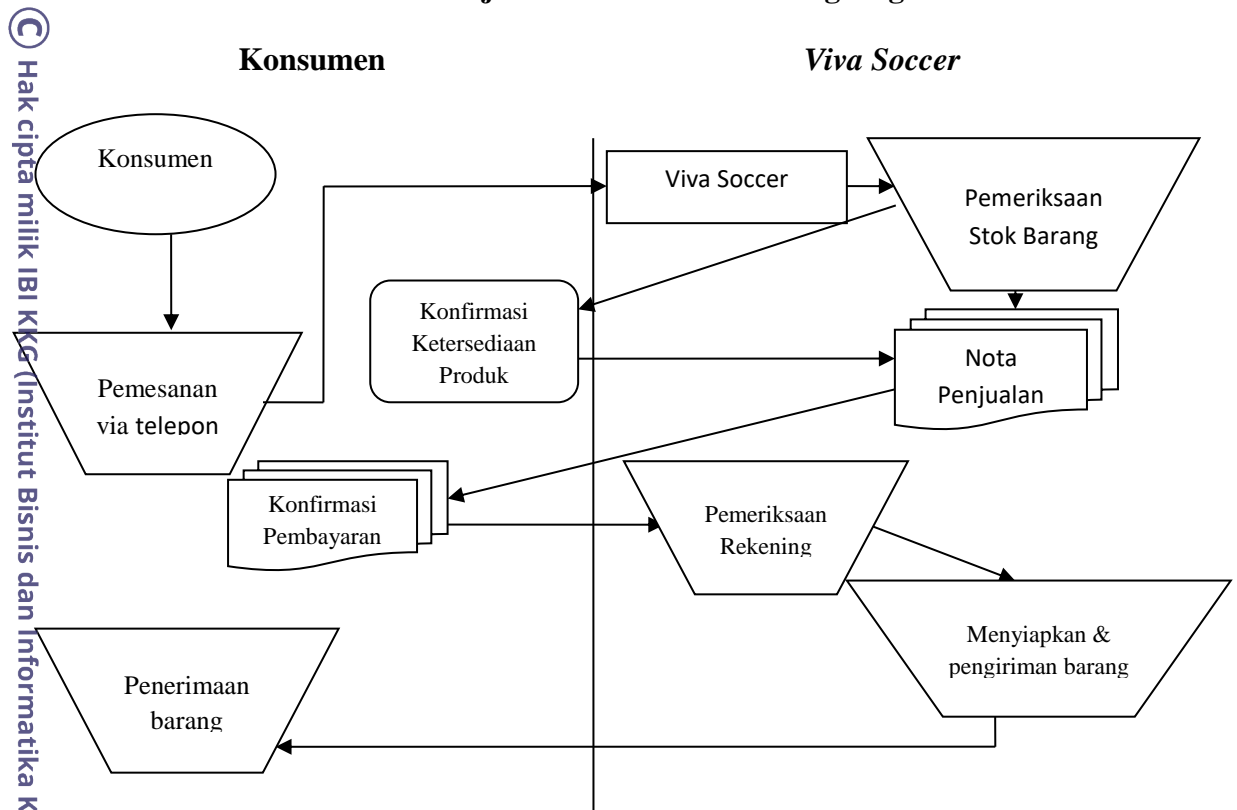 Konsumen
Viva Soccer
Konsumen
Viva Soccer
Pemeriksaan
Stok Barang
Konfirmasi
Ketersediaan
Produk
Nota
Penjualan
Pemesanan
via telepon
Konfirmasi
Pembayaran
Pemeriksaan
Rekening
Menyiapkan &
pengiriman barang
Penerimaan
barang
© Hak cipta milik IBI KKG (Institut Bisnis dan Informatika K